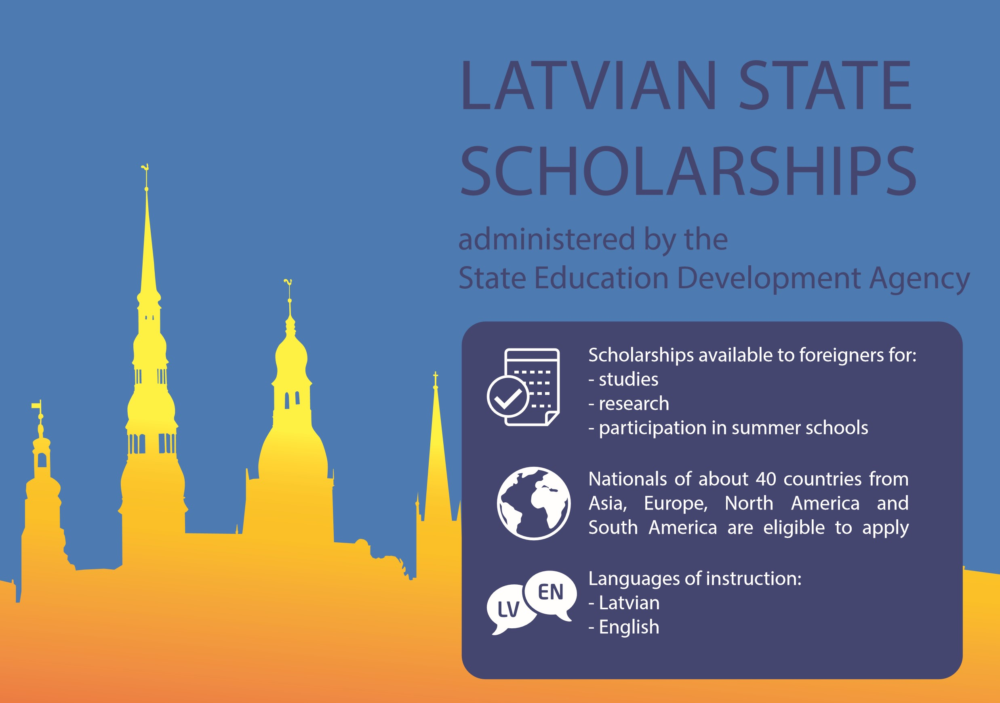 LATVIAN STATE
SCHOLARSHIPS
administered by the
State Education Development Agency
Scholarships available to foreigners for:
- studies
- research
- participation in summer schools
Nationals of about 40 countries from
Asia, Europe, North America and
South America are eligible to apply
LV
EN
Languages of instruction:
- Latvian
- English